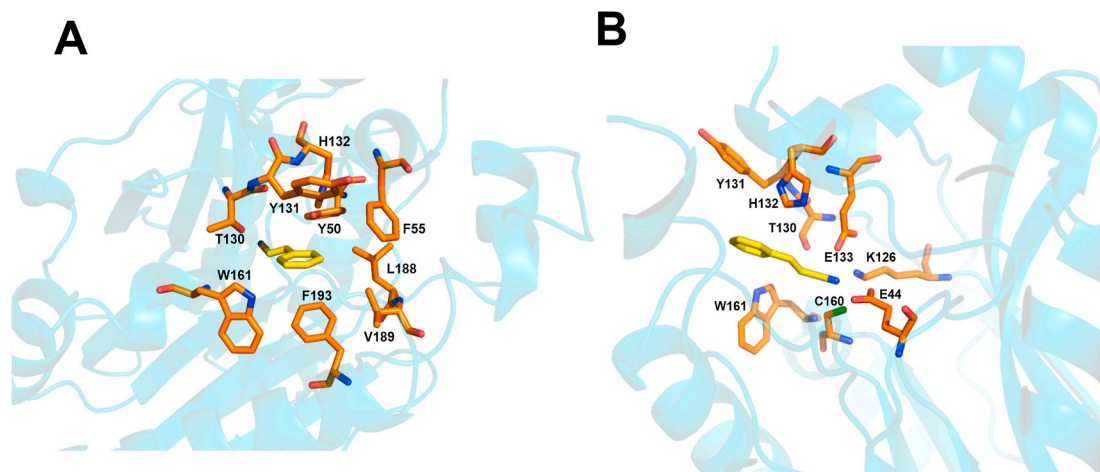 A
B
H132
Y131
Y50
F55
T130
L188
W161
F193
V189
Y131
H132
T130
E133
K126
W161
C160
E44